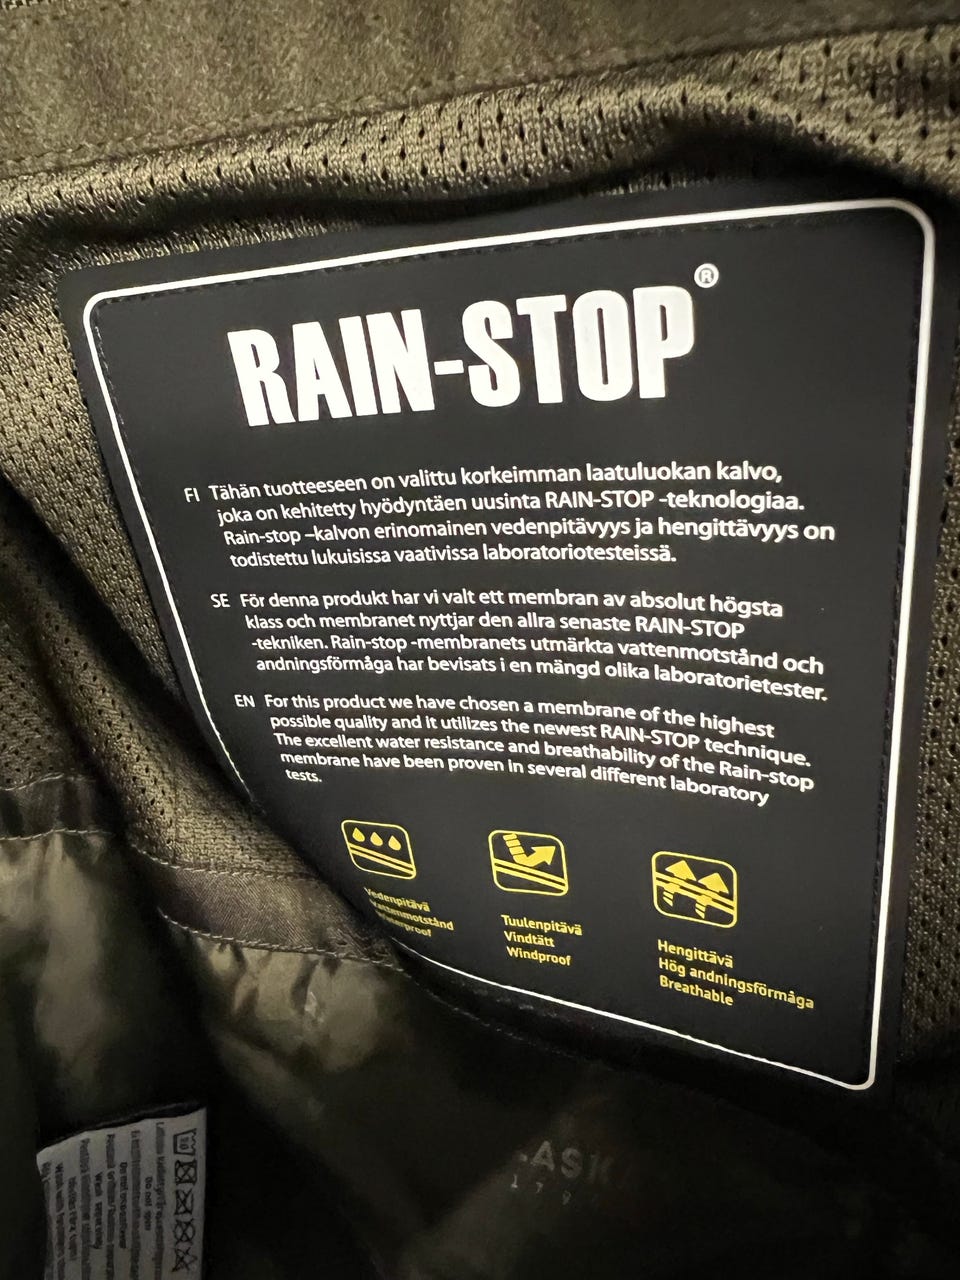 RAIN-STOP®
FI Tähän tuotteeseen on valittu korkeimman laatuluokan kalvo,
joka on kehitetty hyödyntäen uusinta RAIN-STOP -teknologiaa.
Rain-stop –kalvon erinomainen vedenpitävyys ja hengittävyys on
todistettu lukuisissa vaativissa laboratoriotesteissä.
SE För denna produkt har vi valt ett membran av absolut högsta
klass och membranet nyttjar den allra senaste RAIN-STOP
-tekniken. Rain-stop -membranets utmärkta vattenmotstånd och
andningsförmåga har bevisats i en mängd olika laboratorietester.
EN For this product we have chosen a membrane of the highest
possible quality and it utilizes the newest RAIN-STOP technique.
The excellent water resistance and breathability of the Rain-stop
membrane have been proven in several different laboratory
tests.
Vedenpitävä
vattenmotstånd
Waterproof
Tuulenpitävä
Vindtätt
Windproof
Hengittävä
Hög andningsförmåga
Breathable